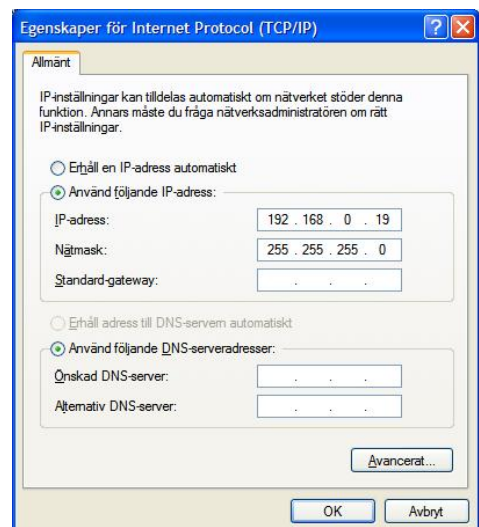 Egenskaper för Internet Protocol (TCP/IP)
Allmänt
IP-inställningar kan tilldelas automatiskt om nätverket stöder denna
funktion. Annars måste du fråga nätverksadministratören om rätt
IP-inställningar.
Erhåll en IP-adress automatiskt
Använd följande IP-adress:
IP-adress: 192 . 168 . 0 . 19
Nätmask: 255 . 255 . 255 . 0
Standard-gateway: . . .
Erhåll adress till DNS-servern automatiskt
Använd följande DNS-serveradresser:
Önskad DNS-server: . . .
Alternativ DNS-server: . . .
Avancerat...
OK Avbryt